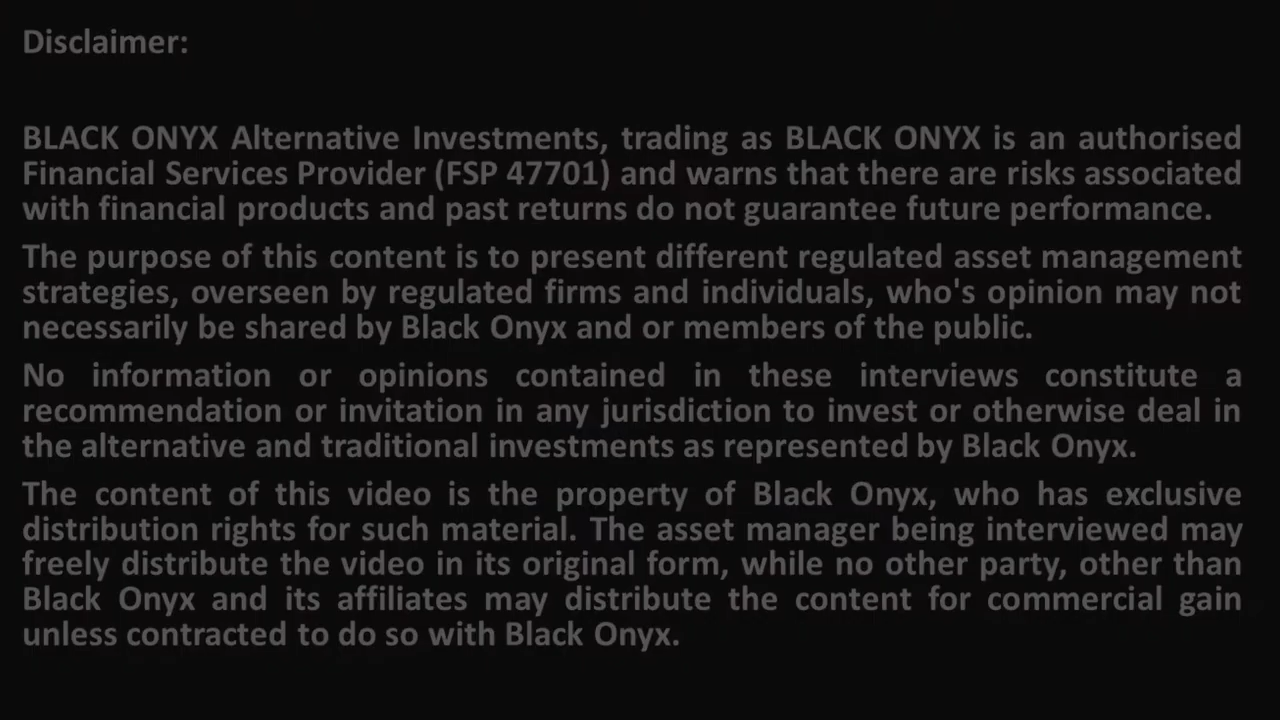 Disclaimer:
BLACK ONYX Alternative Investments, trading as BLACK ONYX is an authorised
Financial Services Provider (FSP 47701) and warns that there are risks associated
with financial products and past returns do not guarantee future performance.
The purpose of this content is to present different regulated asset management
strategies, overseen by regulated firms and individuals, who's opinion may not
necessarily be shared by Black Onyx and or members of the public.
No information or opinions contained in these interviews constitute a
recommendation or invitation in any jurisdiction to invest or otherwise deal in
the alternative and traditional investments as represented by Black Onyx.
The content of this video is the property of Black Onyx, who has exclusive
distribution rights for such material. The asset manager being interviewed may
freely distribute the video in its original form, while no other party, other than
Black Onyx and its affiliates may distribute the content for commercial gain
unless contracted to do so with Black Onyx.